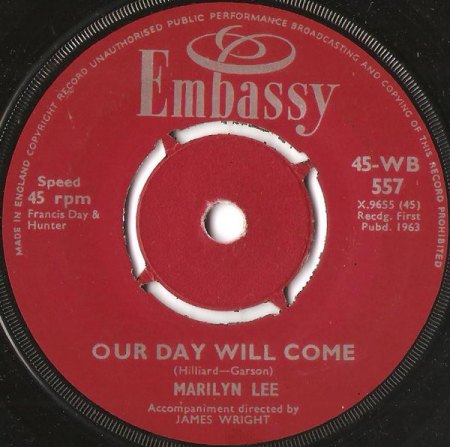 MADE IN ENGLAND COPYRIGHT RECORD UNAUTHORISED PUBLIC PERFORMANCE BROADCASTING AND COPYING OF THIS RECORD PROHIBITED
Embassy
Speed
45 rpm
Francis Day &
Hunter
45-WB
557
X.9655 (45)
Recdg. First
Pubd. 1963
OUR DAY WILL COME
(Hilliard—Garson)
MARILYN LEE
Accompaniment directed by
JAMES WRIGHT